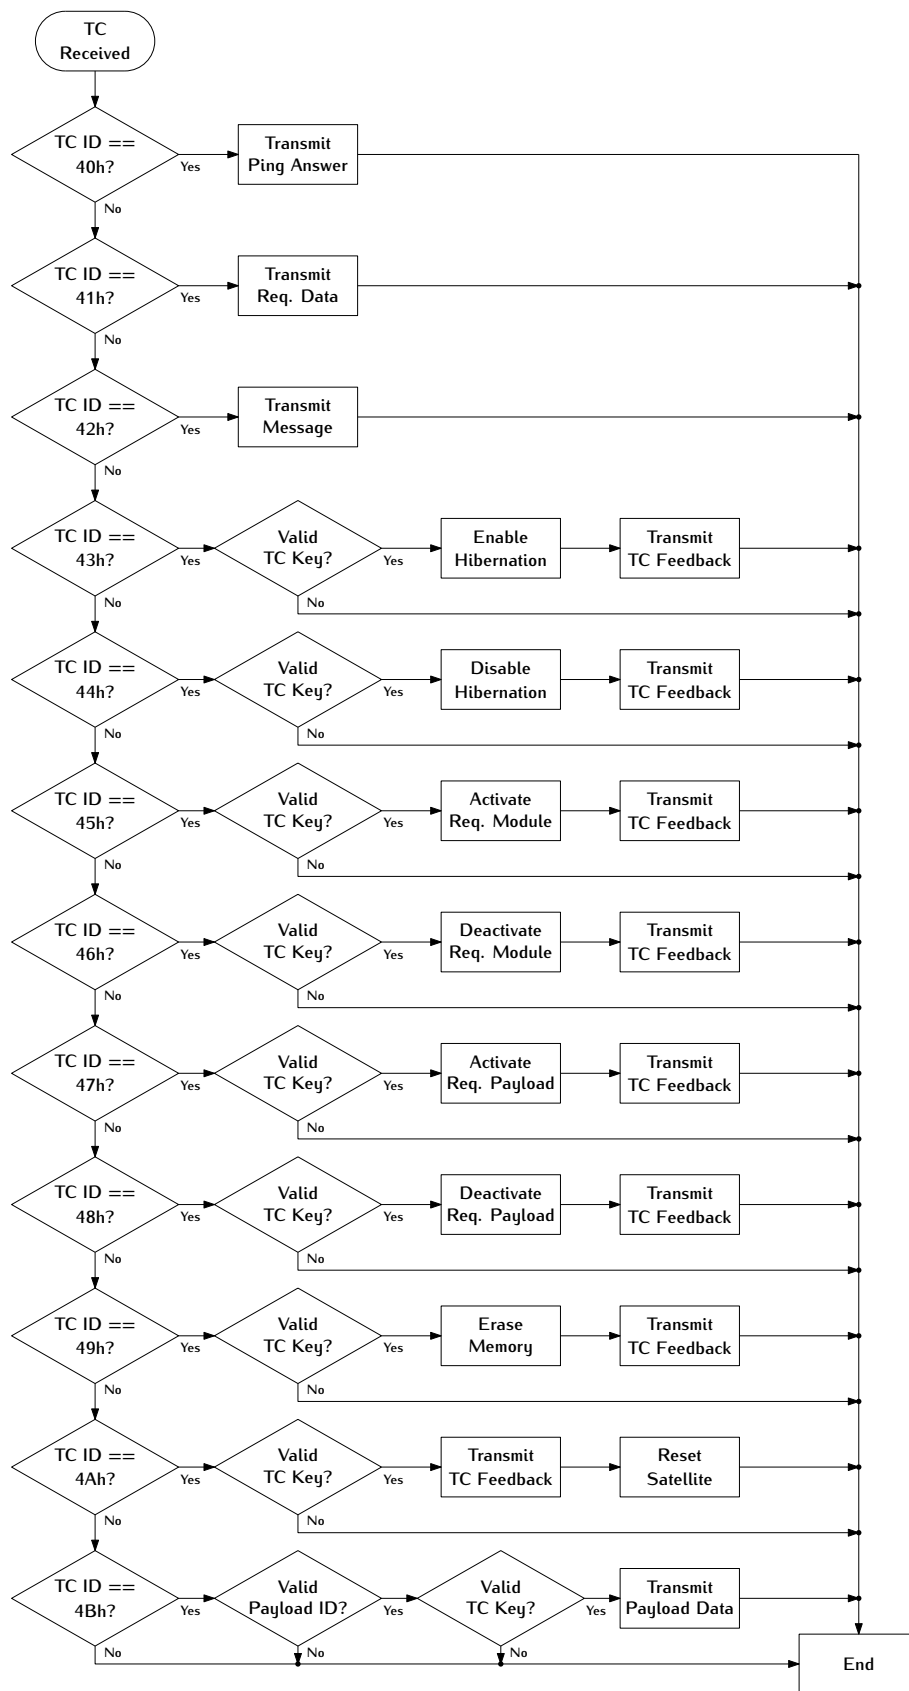 TC
Received
TC ID ==
40h?
Yes
No
Transmit
Ping Answer
TC ID ==
41h?
Yes
No
Transmit
Req. Data
TC ID ==
42h?
Yes
No
Transmit
Message
TC ID ==
43h?
Yes
No
Valid
TC Key?
Yes
No
Enable
Hibernation
Transmit
TC Feedback
TC ID ==
44h?
Yes
No
Valid
TC Key?
Yes
No
Disable
Hibernation
Transmit
TC Feedback
TC ID ==
45h?
Yes
No
Valid
TC Key?
Yes
No
Activate
Req. Module
Transmit
TC Feedback
TC ID ==
46h?
Yes
No
Valid
TC Key?
Yes
No
Deactivate
Req. Module
Transmit
TC Feedback
TC ID ==
47h?
Yes
No
Valid
TC Key?
Yes
No
Activate
Req. Payload
Transmit
TC Feedback
TC ID ==
48h?
Yes
No
Valid
TC Key?
Yes
No
Deactivate
Req. Payload
Transmit
TC Feedback
TC ID ==
49h?
Yes
No
Valid
TC Key?
Yes
No
Erase
Memory
Transmit
TC Feedback
TC ID ==
4Ah?
Yes
No
Valid
TC Key?
Yes
No
Transmit
TC Feedback
Reset
Satellite
TC ID ==
4Bh?
Yes
No
Valid
Payload ID?
Yes
No
Valid
TC Key?
Yes
No
Transmit
Payload Data
End